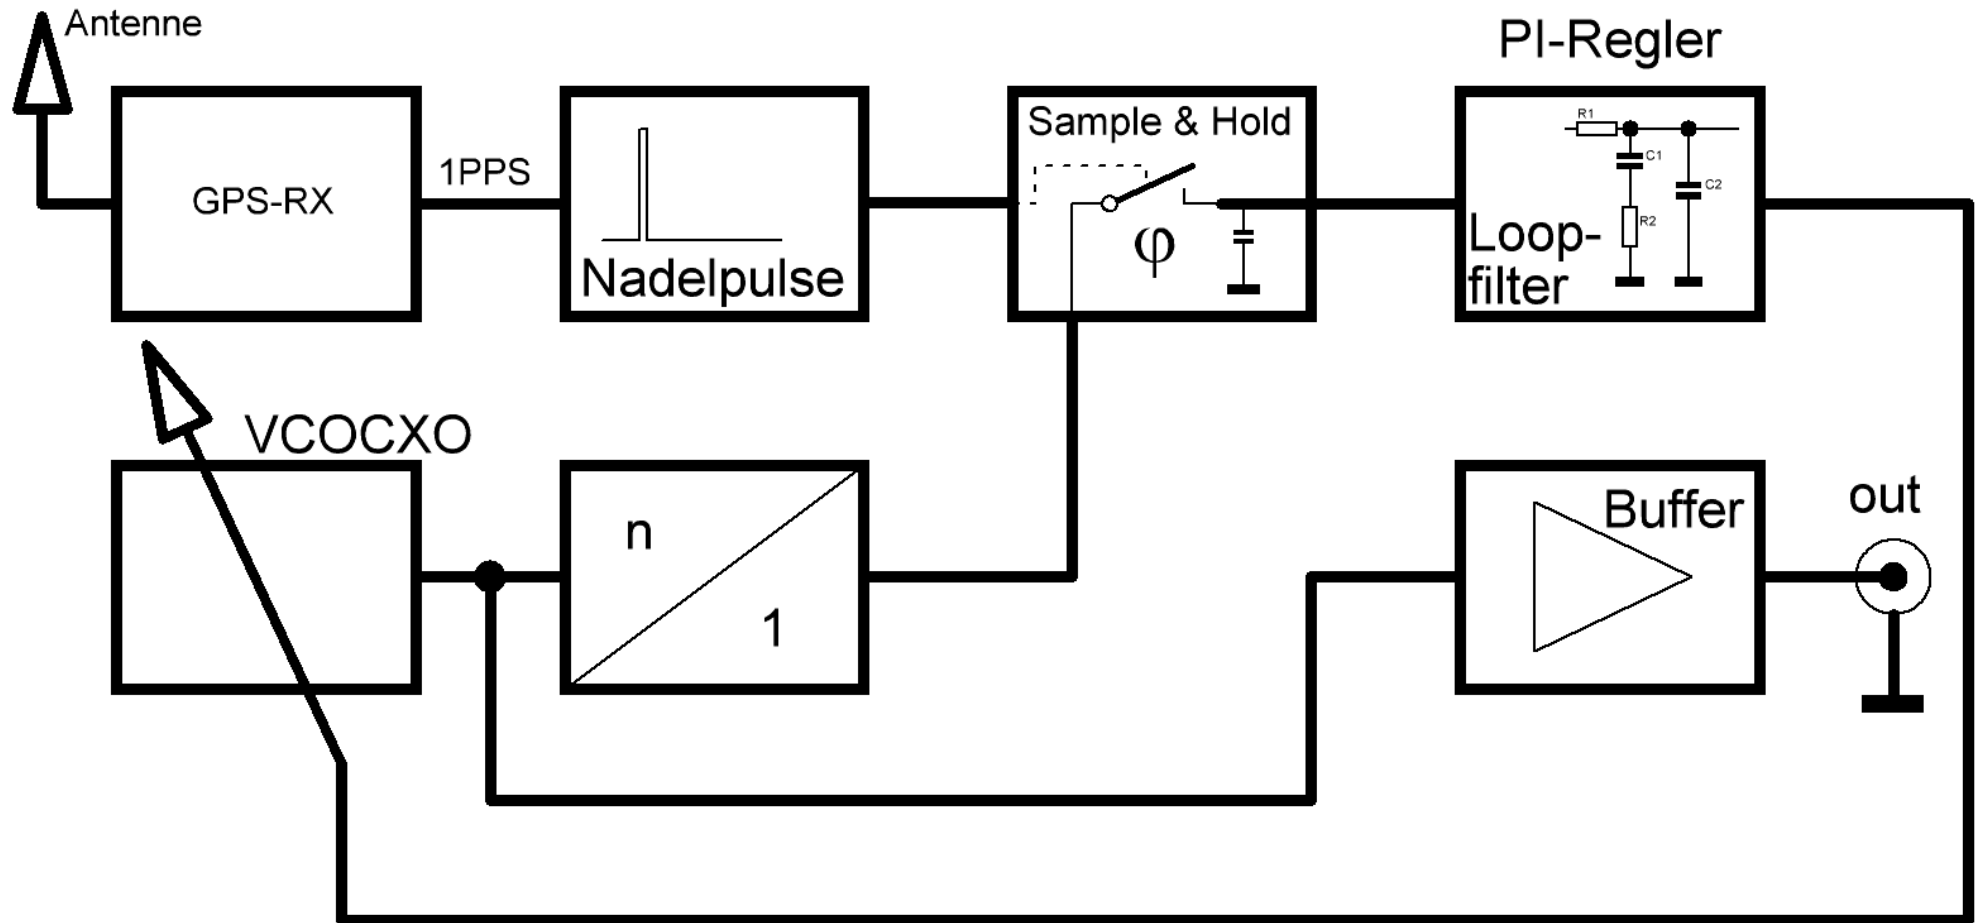 Antenne
PI-Regler
GPS-RX
1PPS
Nadelpulse
Sample & Hold
φ
R1
C1
C2
R2
Loop-
filter
VCOCXO
n
1
Buffer
out